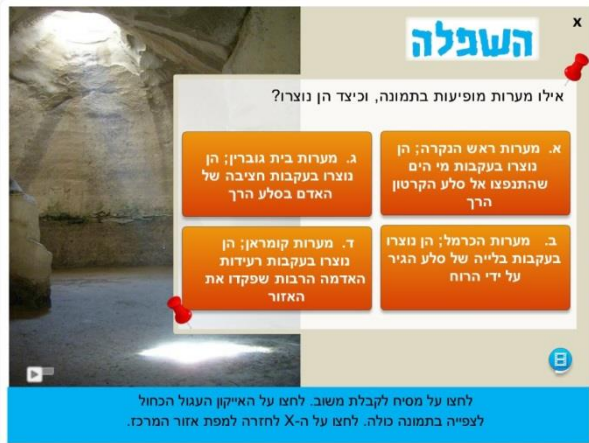 השפלה
x
אילו מערות מופיעות בתמונה, וכיצד הן נוצרו?
א. מערות ראש הנקרה; הן
נוצרו בעקבות מי הים
שהתנפצו אל סלע הקרטון
הרך
ב. מערות הכרמל; הן נוצרו
בעקבות בלייה של סלע הגיר
על ידי הרוח
ג. מערות בית גוברין; הן
נוצרו בעקבות חציבה של
האדם בסלע הרך
ד. מערות קומראן; הן
נוצרו בעקבות רעידות
האדמה הרבות שפקדו את
האזור
לחצו על מסיח לקבלת משוב. לחצו על האייקון העגול הכחול
לצפייה בתמונה כולה. לחצו על ה-X לחזרה למפת אזור המרכז.